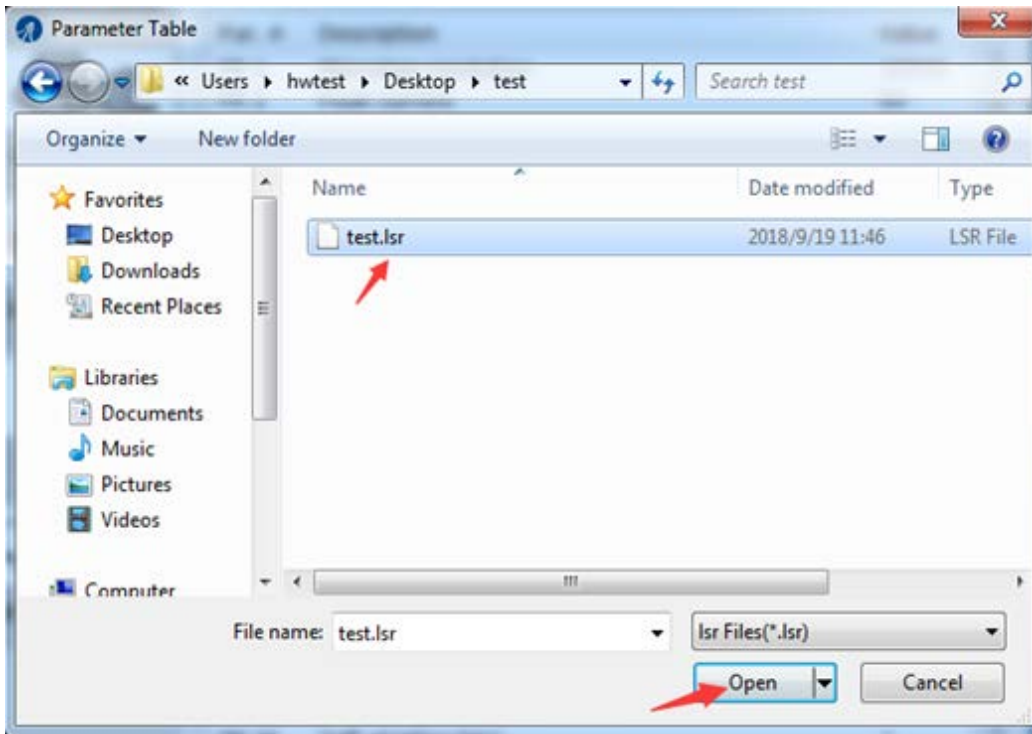 Parameter Table
« Users ▸ hwtest ▸ Desktop ▸ test
Search test
Organize
New folder
Name
Date modified
Type
test.lsr
2018/9/19 11:46
LSR File
Favorites
Desktop
Downloads
Recent Places
Libraries
Documents
Music
Pictures
Videos
Computer
File name:
test.lsr
lsr Files(*.lsr)
Open
Cancel